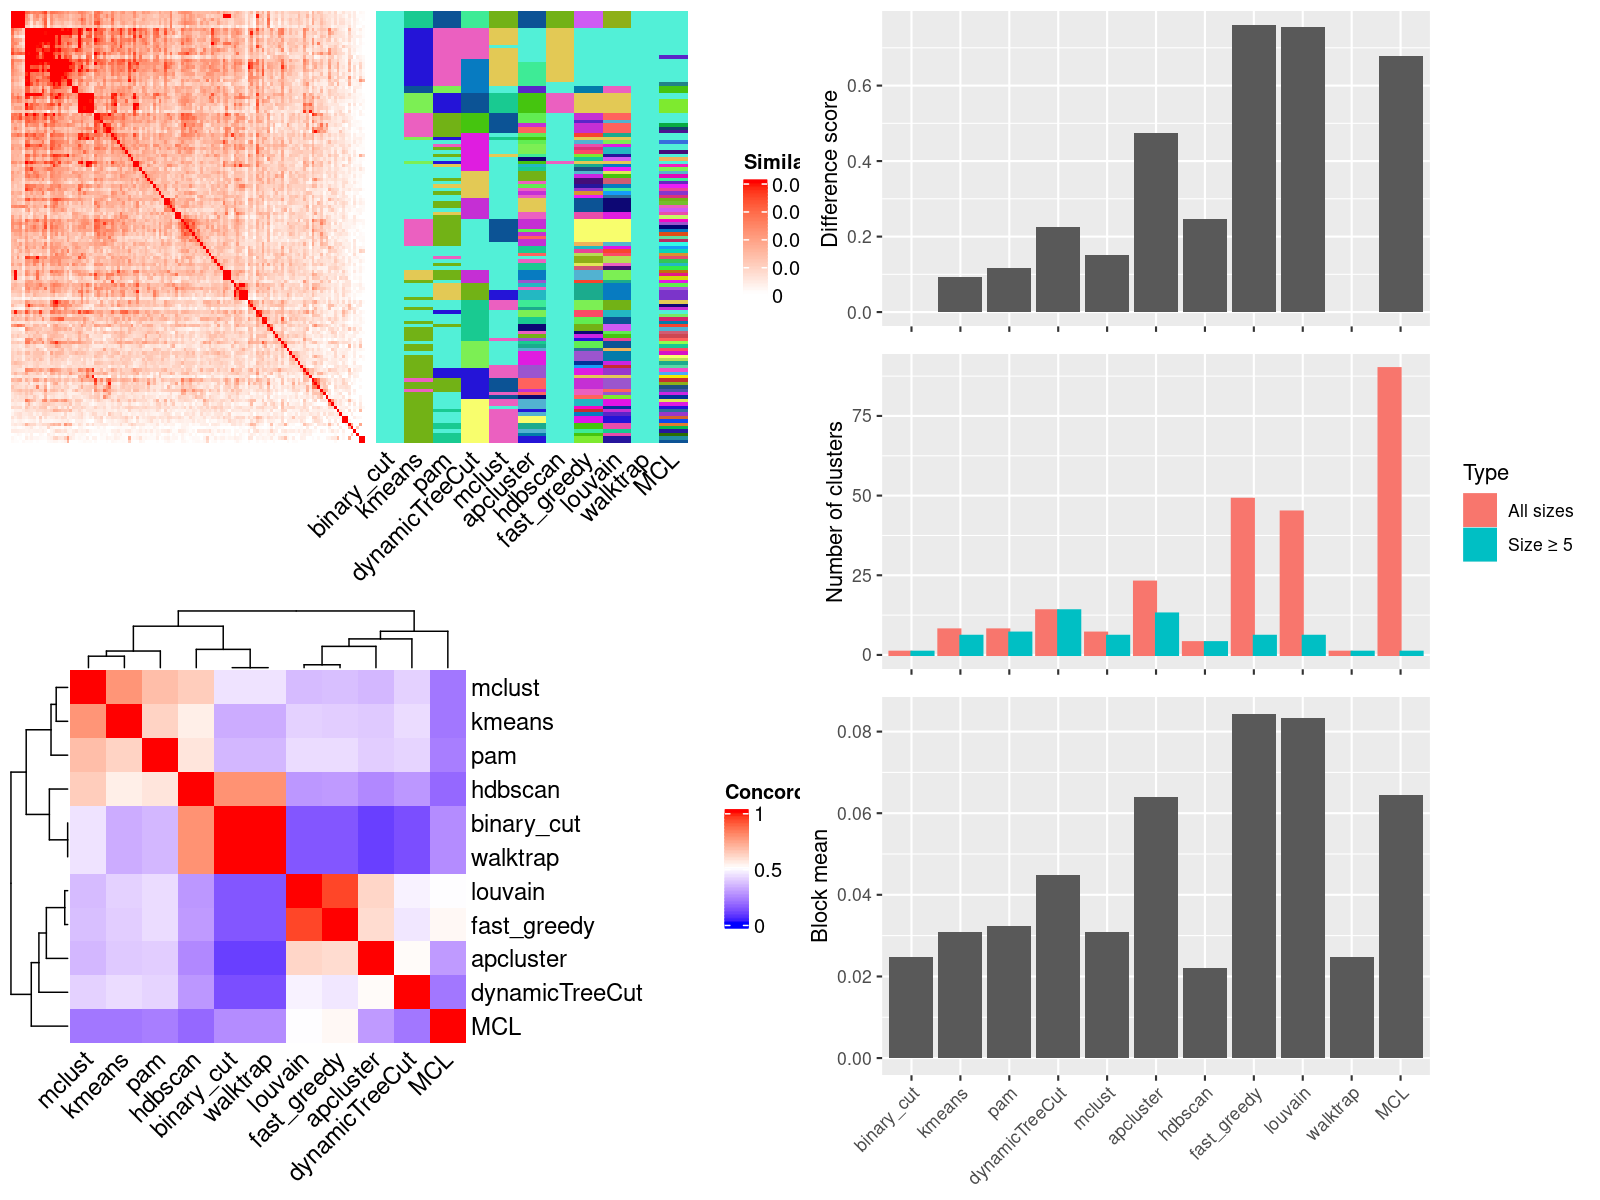 Simila
0.0
0.0
0.0
0.0
0
binary_cut
kmeans
pam
dynamicTreeCut
mclust
apcluster
hdbscan
fast_greedy
louvain
walktrap
MCL
mclust
kmeans
pam
hdbscan
binary_cut
walktrap
louvain
fast_greedy
apcluster
dynamicTreeCut
MCL
mclust
kmeans
pam
hdbscan
binary_cut
walktrap
louvain
fast_greedy
apcluster
dynamicTreeCut
MCL
Concord
1
0.5
0
Difference score
0.6
0.4
0.2
0.0
Number of clusters
75
50
25
0
Type
All sizes
Size ≥ 5
Block mean
0.08
0.06
0.04
0.02
0.00
binary_cut
kmeans
pam
dynamicTreeCut
mclust
apcluster
hdbscan
fast_greedy
louvain
walktrap
MCL